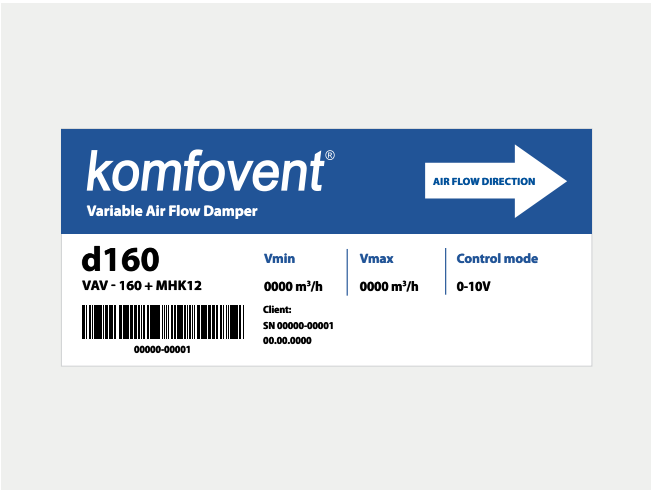 komfovent®
Variable Air Flow Damper
AIR FLOW DIRECTION
d160
VAV - 160 + MHK12
00000-00001
Vmin
0000 m³/h
Vmax
0000 m³/h
Control mode
0-10V
Client:
SN 00000-00001
00.00.0000